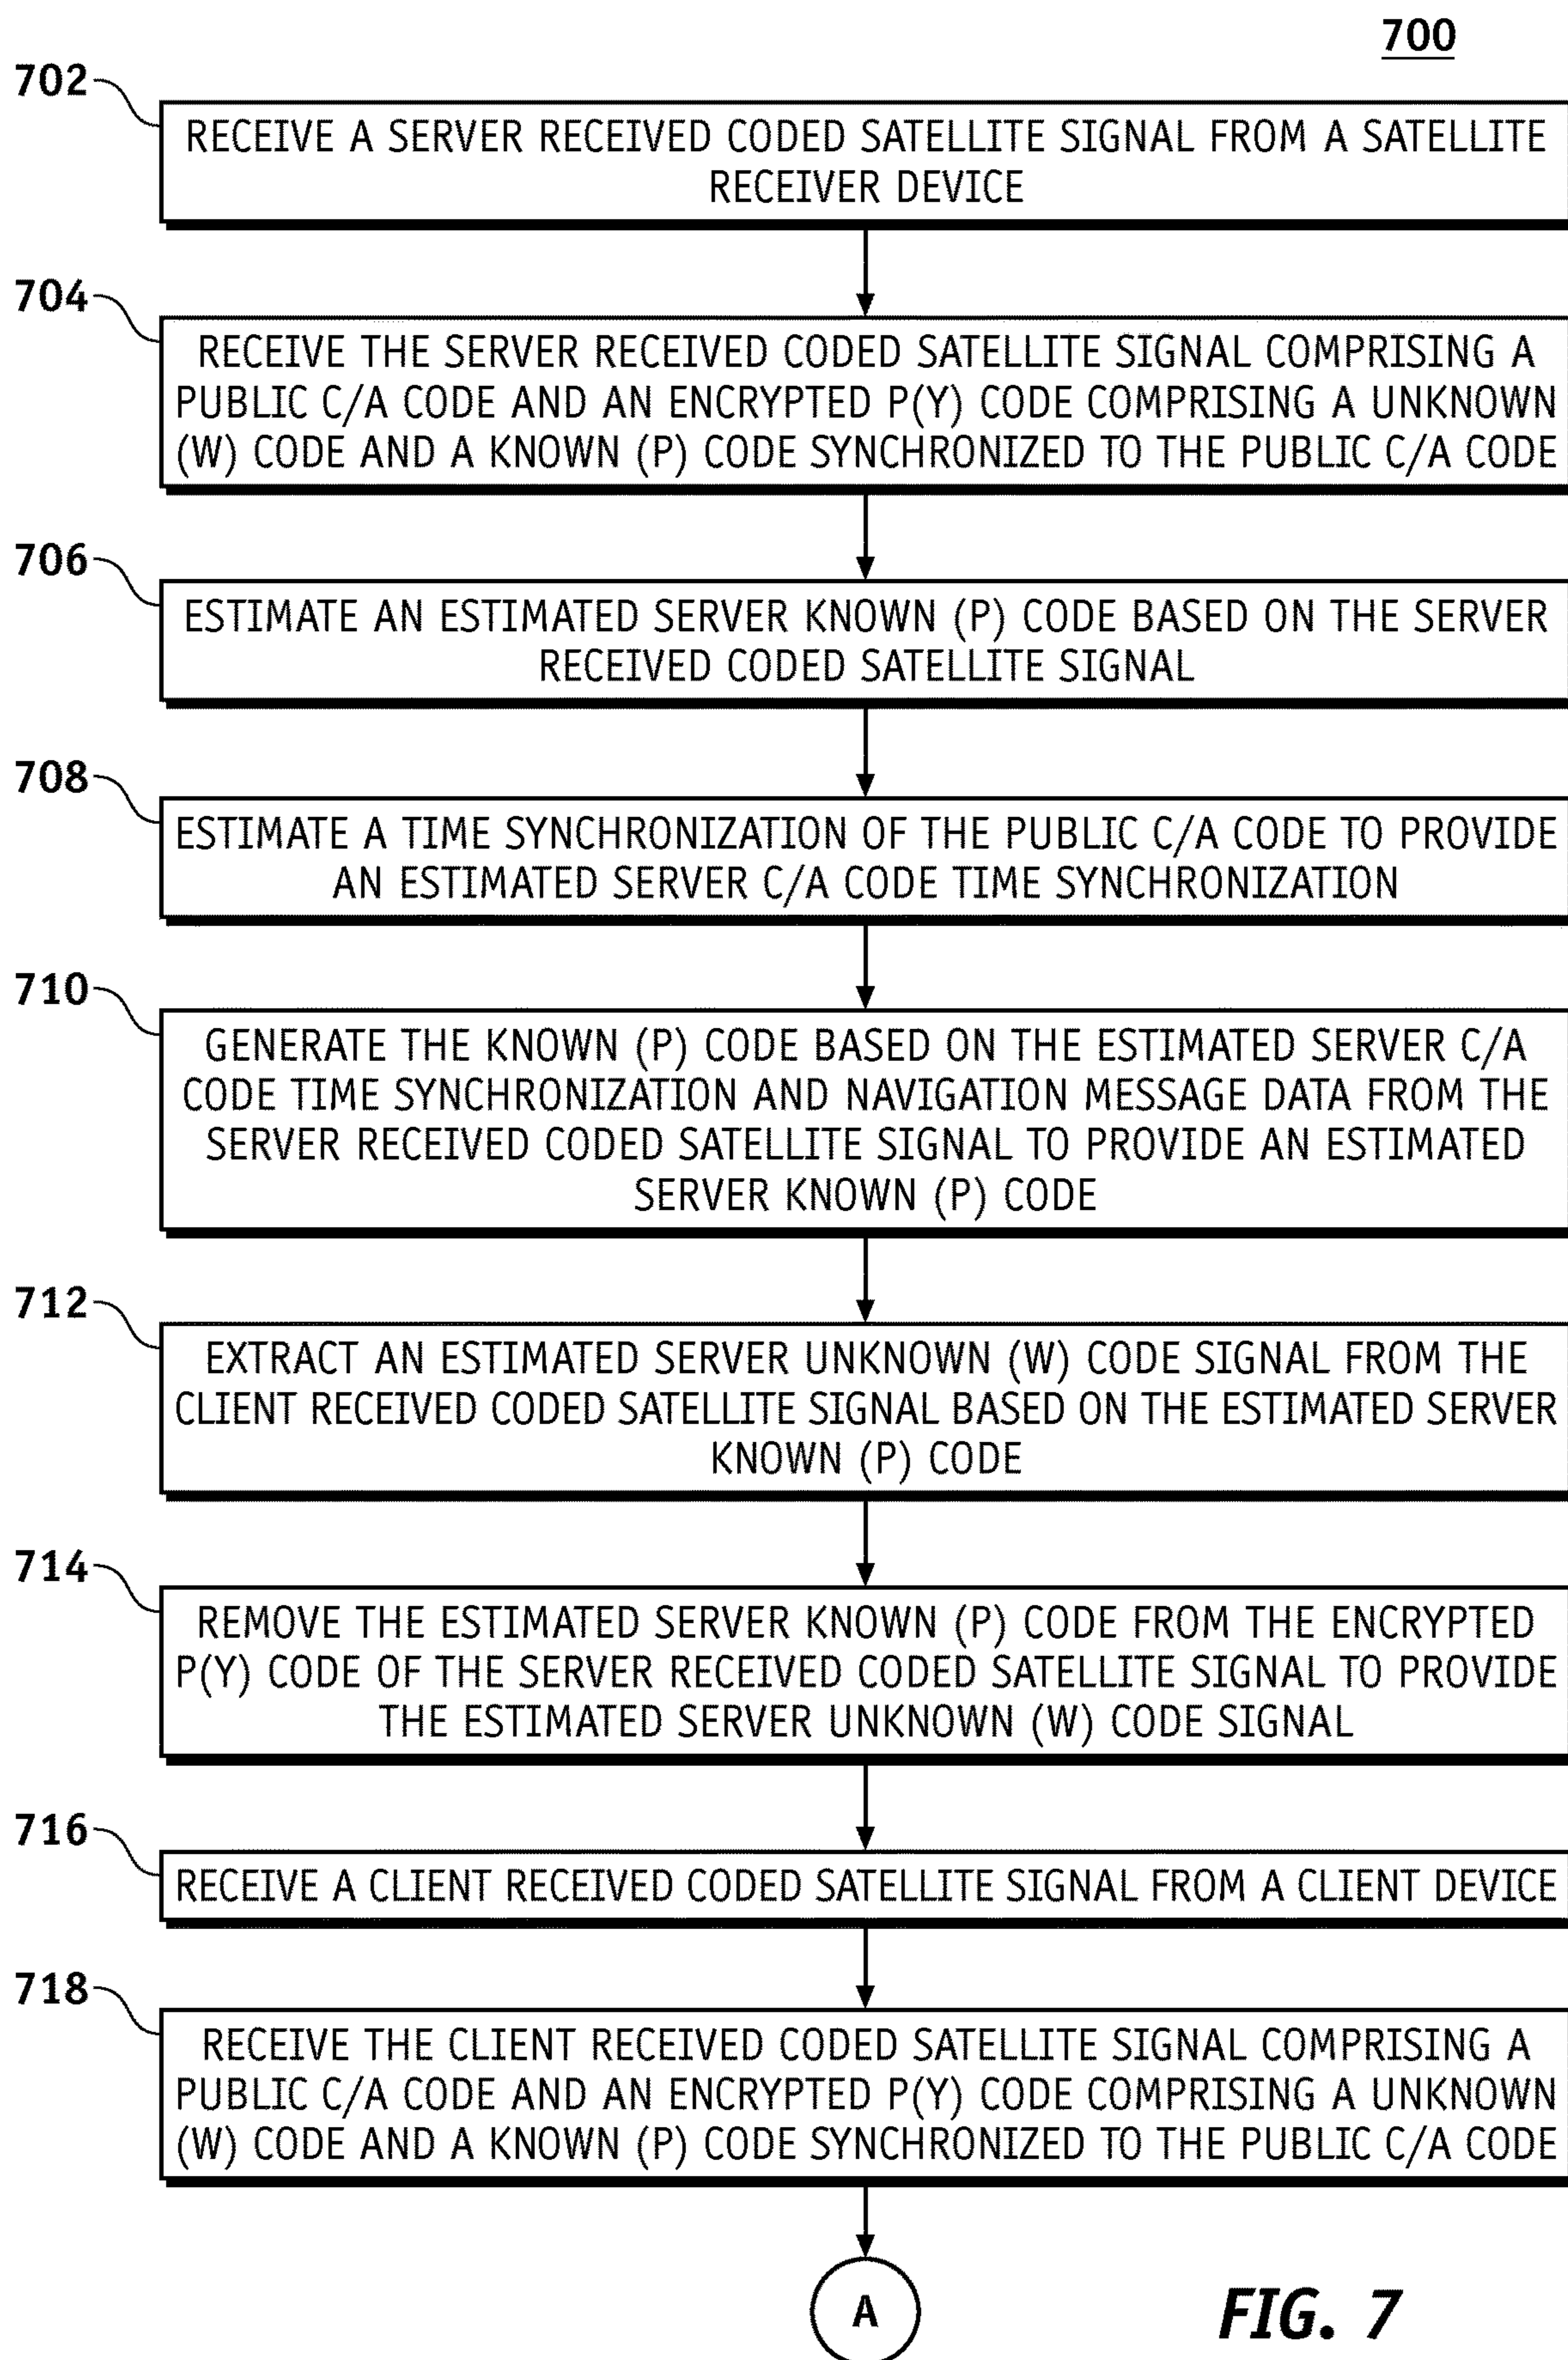 700
702
RECEIVE A SERVER RECEIVED CODED SATELLITE SIGNAL FROM A SATELLITE
RECEIVER DEVICE
704
RECEIVE THE SERVER RECEIVED CODED SATELLITE SIGNAL COMPRISING A
PUBLIC C/A CODE AND AN ENCRYPTED P(Y) CODE COMPRISING A UNKNOWN
(W) CODE AND A KNOWN (P) CODE SYNCHRONIZED TO THE PUBLIC C/A CODE
706
ESTIMATE AN ESTIMATED SERVER KNOWN (P) CODE BASED ON THE SERVER
RECEIVED CODED SATELLITE SIGNAL
708
ESTIMATE A TIME SYNCHRONIZATION OF THE PUBLIC C/A CODE TO PROVIDE
AN ESTIMATED SERVER C/A CODE TIME SYNCHRONIZATION
710
GENERATE THE KNOWN (P) CODE BASED ON THE ESTIMATED SERVER C/A
CODE TIME SYNCHRONIZATION AND NAVIGATION MESSAGE DATA FROM THE
SERVER RECEIVED CODED SATELLITE SIGNAL TO PROVIDE AN ESTIMATED
SERVER KNOWN (P) CODE
712
EXTRACT AN ESTIMATED SERVER UNKNOWN (W) CODE SIGNAL FROM THE
CLIENT RECEIVED CODED SATELLITE SIGNAL BASED ON THE ESTIMATED SERVER
KNOWN (P) CODE
714
REMOVE THE ESTIMATED SERVER KNOWN (P) CODE FROM THE ENCRYPTED
P(Y) CODE OF THE SERVER RECEIVED CODED SATELLITE SIGNAL TO PROVIDE
THE ESTIMATED SERVER UNKNOWN (W) CODE SIGNAL
716
RECEIVE A CLIENT RECEIVED CODED SATELLITE SIGNAL FROM A CLIENT DEVICE
718
RECEIVE THE CLIENT RECEIVED CODED SATELLITE SIGNAL COMPRISING A
PUBLIC C/A CODE AND AN ENCRYPTED P(Y) CODE COMPRISING A UNKNOWN
(W) CODE AND A KNOWN (P) CODE SYNCHRONIZED TO THE PUBLIC C/A CODE
A
FIG. 7